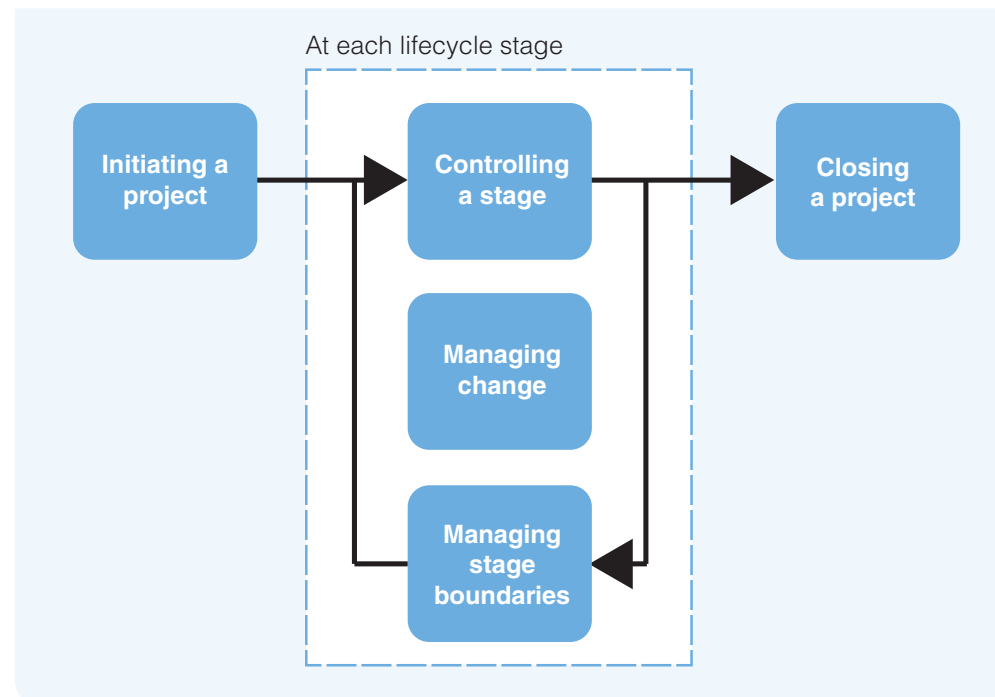 At each lifecycle stage
Initiating a
project
Controlling
a stage
Closing
a project
Managing
change
Managing
stage
boundaries